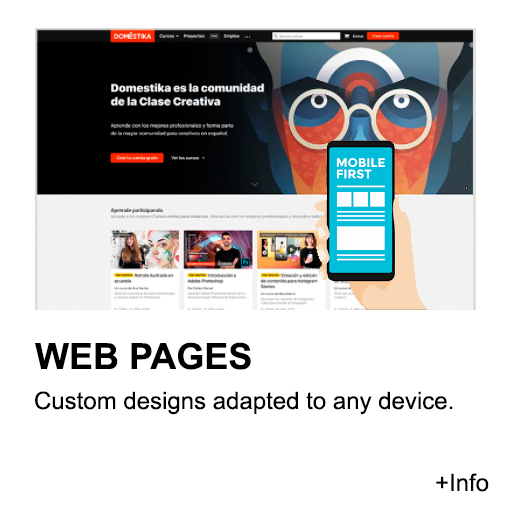 DOMESTIKA Cursos Proyectos PRO Empleo ... Buscar cursos Entrar Crear cuenta
Domestika es la comunidad
de la Clase Creativa
Aprende con los mejores profesionales y forma parte
de la mayor comunidad para creativos en español.
Crea tu cuenta gratis Ver los cursos
MOBILE
FIRST
Aprende participando
Retrato ilustrado en
acuarela
Introducción a
Adobe Photoshop
Creación y edición
de contenido para Instagram
Stories
WEB PAGES
Custom designs adapted to any device.
+Info